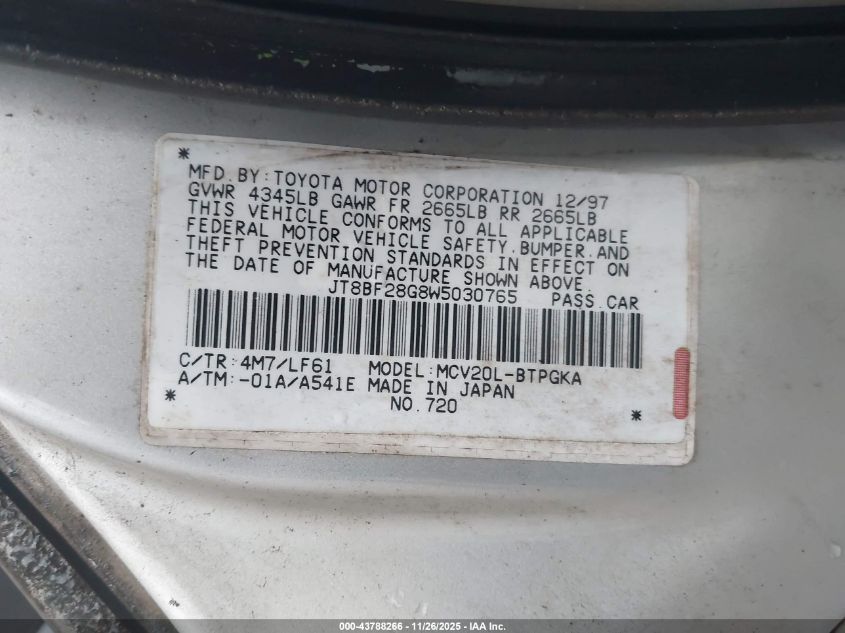 *
MFD.BY:TOYOTA MOTOR CORPORATION 12/97
GVWR 4345LB GAWR FR 2665LB RR 2665LB
THIS VEHICLE CONFORMS TO ALL APPLICABLE
FEDERAL MOTOR VEHICLE SAFETY.BUMPER.AND
THEFT PREVENTION STANDARDS IN EFFECT ON
THE DATE OF MANUFACTURE SHOWN ABOVE.
JT8BF28G8W5030765 PASS.CAR
C/TR:4M7/LF61 MODEL:MCV20L-BTPGKA
A/TM:-01A/A541E MADE IN JAPAN
* NO.720 *
000-43788266 - 11/26/2025 - IAA Inc.